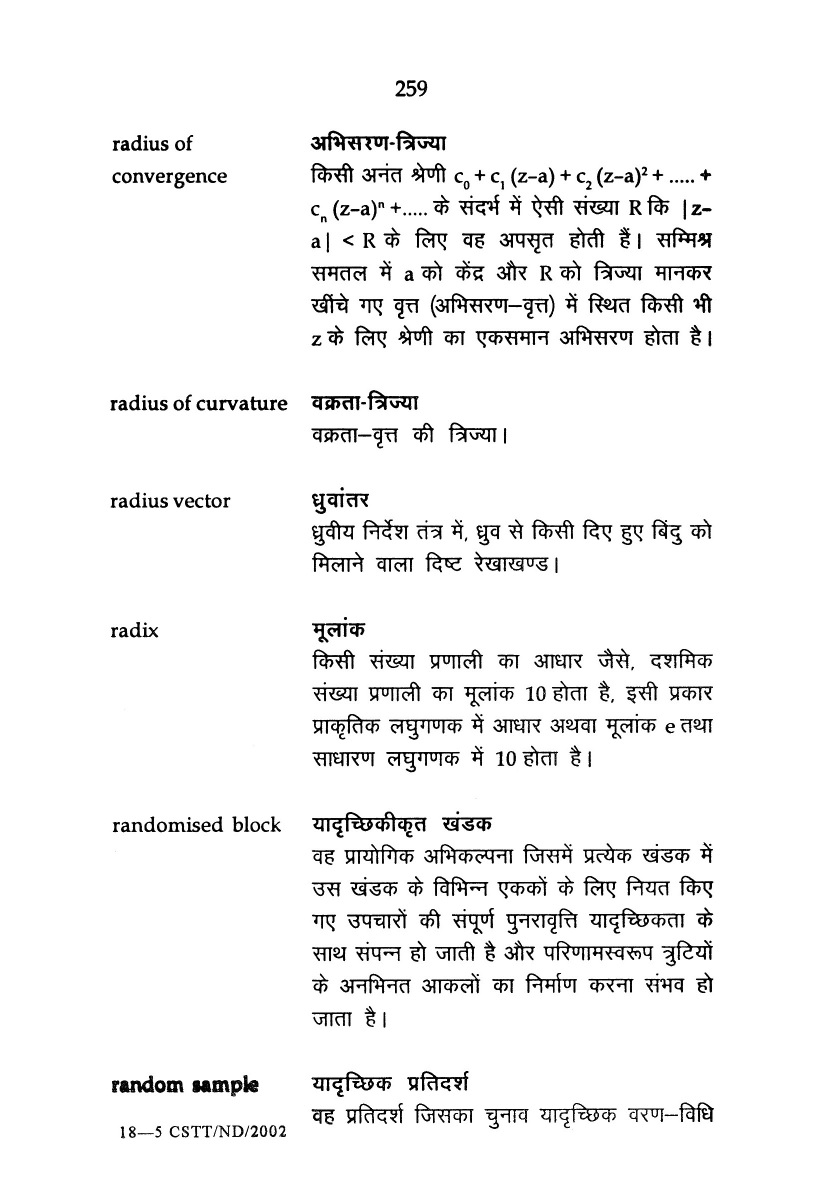 259
radius of अभिसरण-त्रिज्या
convergence किसी अनंत श्रेणी c₀ + c₁ (z–a) + c₂ (z–a)² + ..... +
cₙ (z–a)ⁿ +..... के संदर्भ में ऐसी संख्या R कि |z–
a| < R के लिए वह अपसृत होती हैं। सम्मिश्र
समतल में a को केंद्र और R को त्रिज्या मानकर
खींचे गए वृत्त (अभिसरण–वृत्त) में स्थित किसी भी
z के लिए श्रेणी का एकसमान अभिसरण होता है।
radius of curvature वक्रता-त्रिज्या
वक्रता–वृत्त की त्रिज्या।
radius vector ध्रुवांतर
ध्रुवीय निर्देश तंत्र में, ध्रुव से किसी दिए हुए बिंदु को
मिलाने वाला दिष्ट रेखाखण्ड।
radix मूलांक
किसी संख्या प्रणाली का आधार जैसे, दशमिक
संख्या प्रणाली का मूलांक 10 होता है, इसी प्रकार
प्राकृतिक लघुगणक में आधार अथवा मूलांक e तथा
साधारण लघुगणक में 10 होता है।
randomised block यादृच्छिकीकृत खंडक
वह प्रायोगिक अभिकल्पना जिसमें प्रत्येक खंडक में
उस खंडक के विभिन्न एककों के लिए नियत किए
गए उपचारों की संपूर्ण पुनरावृत्ति यादृच्छिकता के
साथ संपन्न हो जाती है और परिणामस्वरूप त्रुटियों
के अनभिनत आकलों का निर्माण करना संभव हो
जाता है।
random sample यादृच्छिक प्रतिदर्श
वह प्रतिदर्श जिसका चुनाव यादृच्छिक वरण–विधि
18—5 CSTT/ND/2002